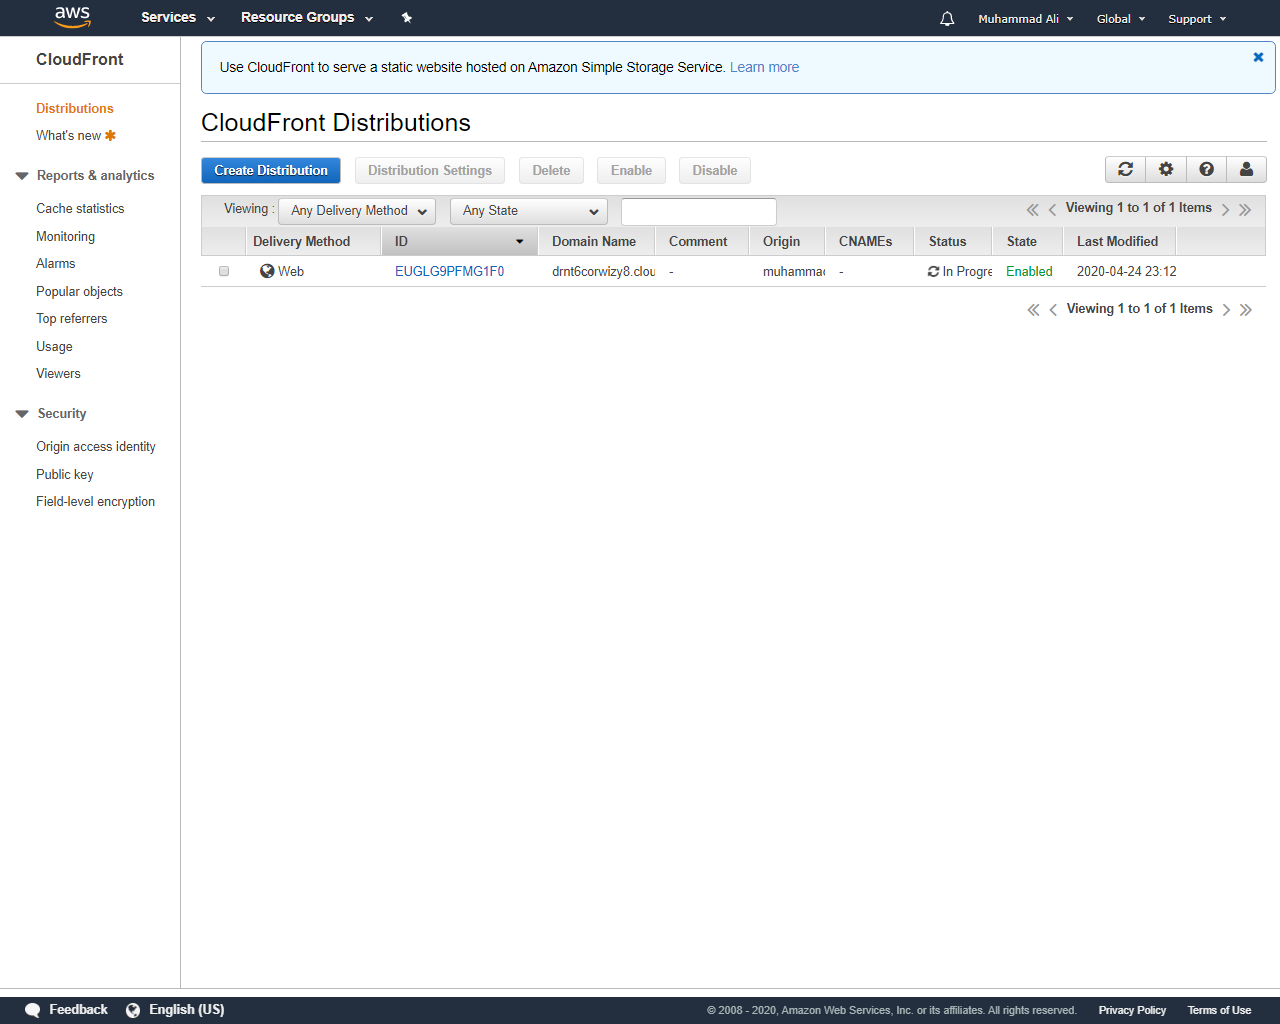 aws Services Resource Groups Muhammad Ali Global Support
CloudFront
Distributions
What's new
Reports & analytics
Cache statistics
Monitoring
Alarms
Popular objects
Top referrers
Usage
Viewers
Security
Origin access identity
Public key
Field-level encryption
Use CloudFront to serve a static website hosted on Amazon Simple Storage Service. Learn more
CloudFront Distributions
Create Distribution Distribution Settings Delete Enable Disable
Viewing : Any Delivery Method Any State Viewing 1 to 1 of 1 Items
Delivery Method ID Domain Name Comment Origin CNAMEs Status State Last Modified
Web EUGLG9PFMG1F0 drnt6corwizy8.clou - muhammac - In Progre Enabled 2020-04-24 23:12
Viewing 1 to 1 of 1 Items
Feedback English (US) © 2008 - 2020, Amazon Web Services, Inc. or its affiliates. All rights reserved. Privacy Policy Terms of Use